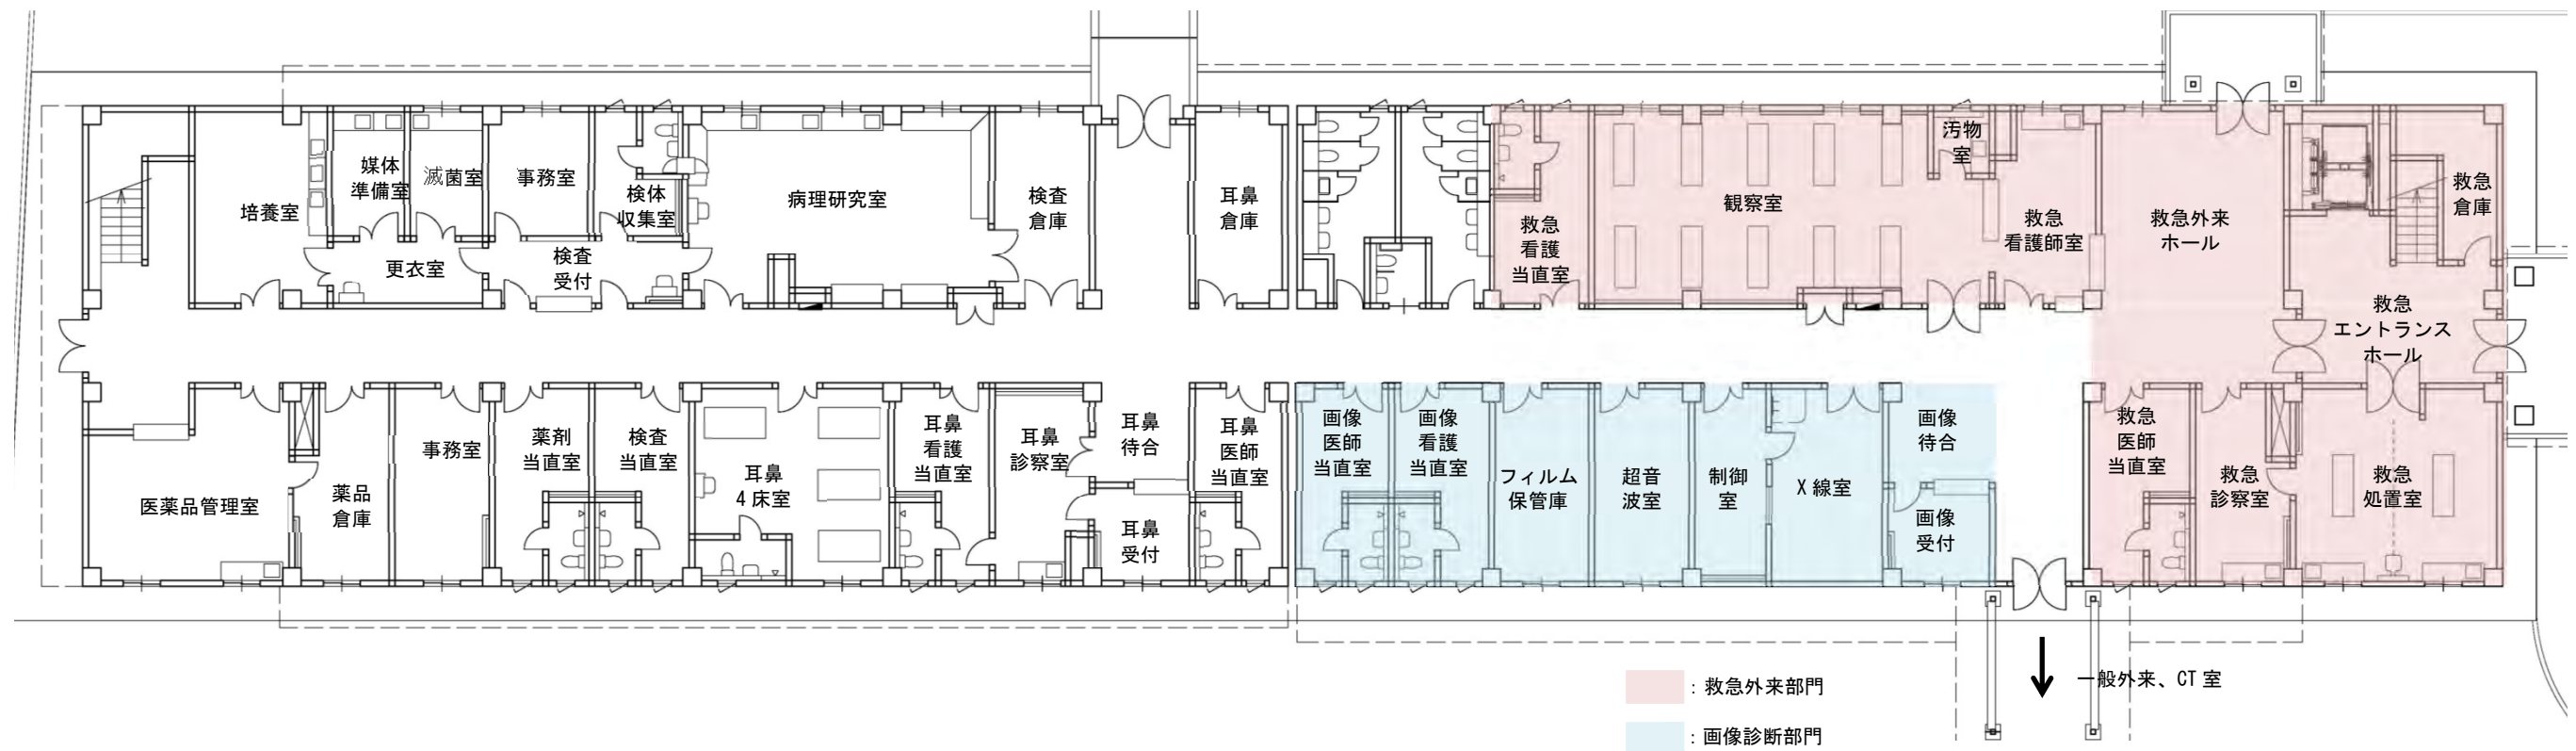 媒体
準備室
滅菌室
事務室
検体
収集室
培養室
更衣室
検査
受付
病理研究室
検査
倉庫
耳鼻
倉庫
救急
看護
当直室
観察室
汚物
室
救急
看護師室
救急外来
ホール
救急
倉庫
救急
エントランス
ホール
医薬品管理室
薬品
倉庫
事務室
薬剤
当直室
検査
当直室
耳鼻
4床室
耳鼻
看護
当直室
耳鼻
診察室
耳鼻
待合
耳鼻
受付
耳鼻
医師
当直室
画像
医師
当直室
画像
看護
当直室
フィルム
保管庫
超音
波室
制御
室
X線室
画像
待合
画像
受付
救急
医師
当直室
救急
診察室
救急
処置室
一般外来、CT室
：救急外来部門
：画像診断部門